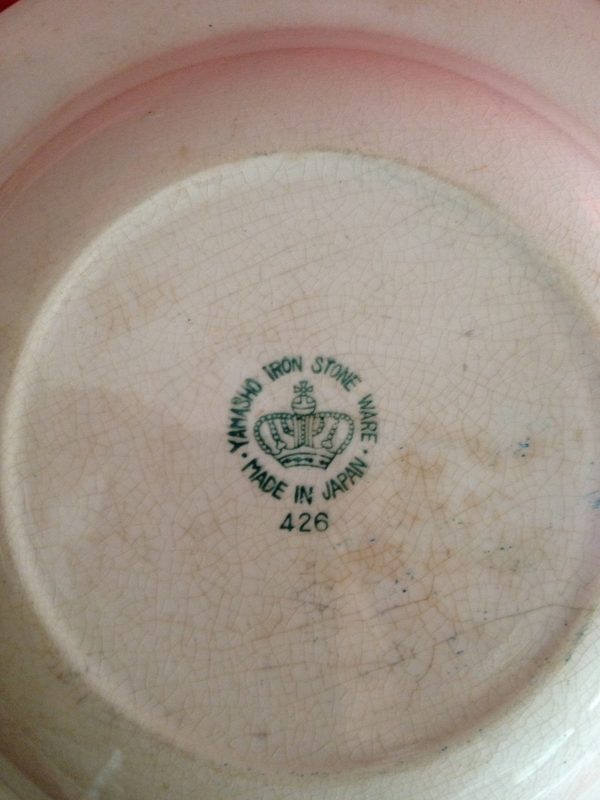 YAMASHO IRON STONE WARE
• MADE IN JAPAN •
426